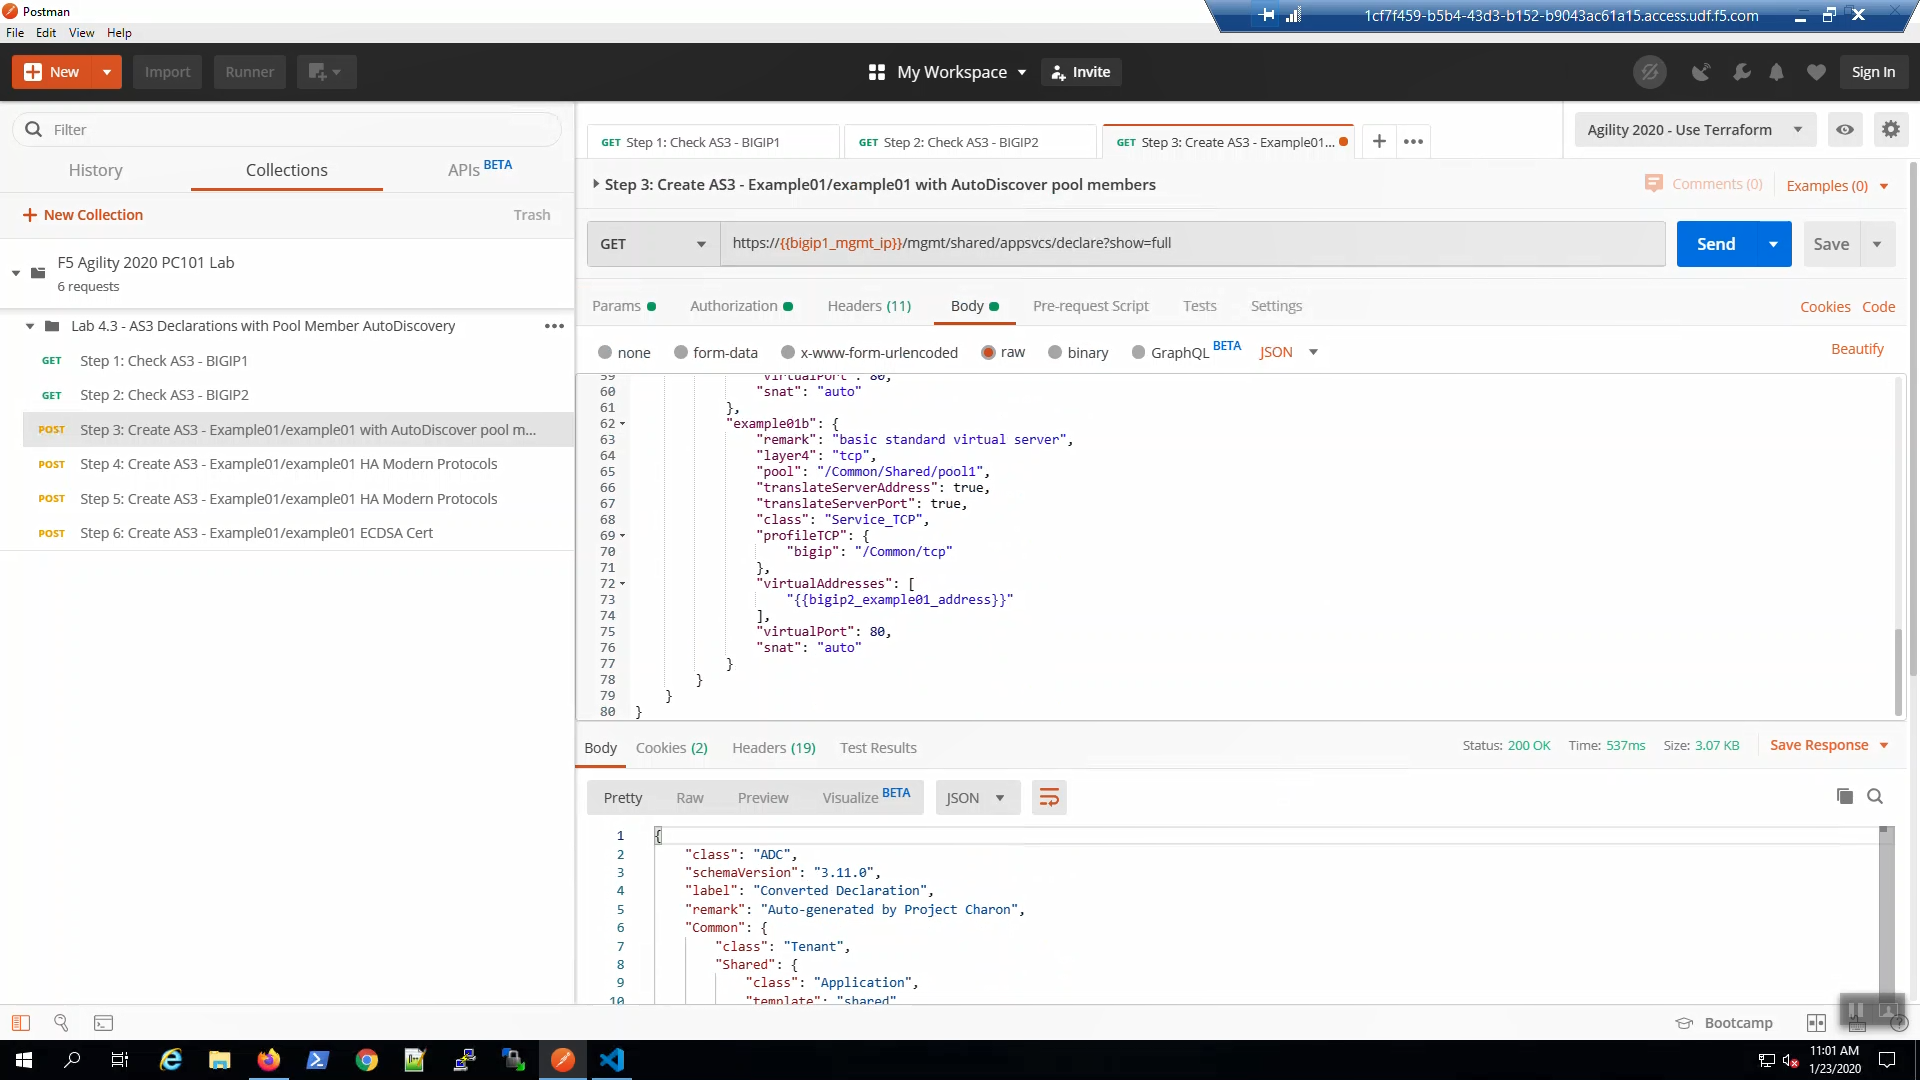 Postman
1cf7f459-b5b4-43d3-b152-b9043ac61a15.access.udf.f5.com
File Edit View Help
New Import Runner My Workspace Invite Sign In
Filter
History Collections APIs BETA
New Collection Trash
F5 Agility 2020 PC101 Lab
6 requests
Lab 4.3 - AS3 Declarations with Pool Member AutoDiscovery
GET Step 1: Check AS3 - BIGIP1
GET Step 2: Check AS3 - BIGIP2
POST Step 3: Create AS3 - Example01/example01 with AutoDiscover pool m...
POST Step 4: Create AS3 - Example01/example01 HA Modern Protocols
POST Step 5: Create AS3 - Example01/example01 HA Modern Protocols
POST Step 6: Create AS3 - Example01/example01 ECDSA Cert
GET Step 1: Check AS3 - BIGIP1 GET Step 2: Check AS3 - BIGIP2 GET Step 3: Create AS3 - Example01... Agility 2020 - Use Terraform
Step 3: Create AS3 - Example01/example01 with AutoDiscover pool members Comments (0) Examples (0)
GET https://{{bigip1_mgmt_ip}}/mgmt/shared/appsvcs/declare?show=full Send Save
Params Authorization Headers (11) Body Pre-request Script Tests Settings Cookies Code
none form-data x-www-form-urlencoded raw binary GraphQL BETA JSON Beautify
59 "virtualPort": 80,
60 "snat": "auto"
61 },
62 "example01b": {
63 "remark": "basic standard virtual server",
64 "layer4": "tcp",
65 "pool": "/Common/Shared/pool1",
66 "translateServerAddress": true,
67 "translateServerPort": true,
68 "class": "Service_TCP",
69 "profileTCP": {
70 "bigip": "/Common/tcp"
71 },
72 "virtualAddresses": [
73 "{{bigip2_example01_address}}"
74 ],
75 "virtualPort": 80,
76 "snat": "auto"
77 }
78 }
79 }
80 }
Body Cookies (2) Headers (19) Test Results Status: 200 OK Time: 537ms Size: 3.07 KB Save Response
Pretty Raw Preview Visualize BETA JSON
1 {
2 "class": "ADC",
3 "schemaVersion": "3.11.0",
4 "label": "Converted Declaration",
5 "remark": "Auto-generated by Project Charon",
6 "Common": {
7 "class": "Tenant",
8 "Shared": {
9 "class": "Application",
10 "template": "shared"
Bootcamp
11:01 AM
1/23/2020